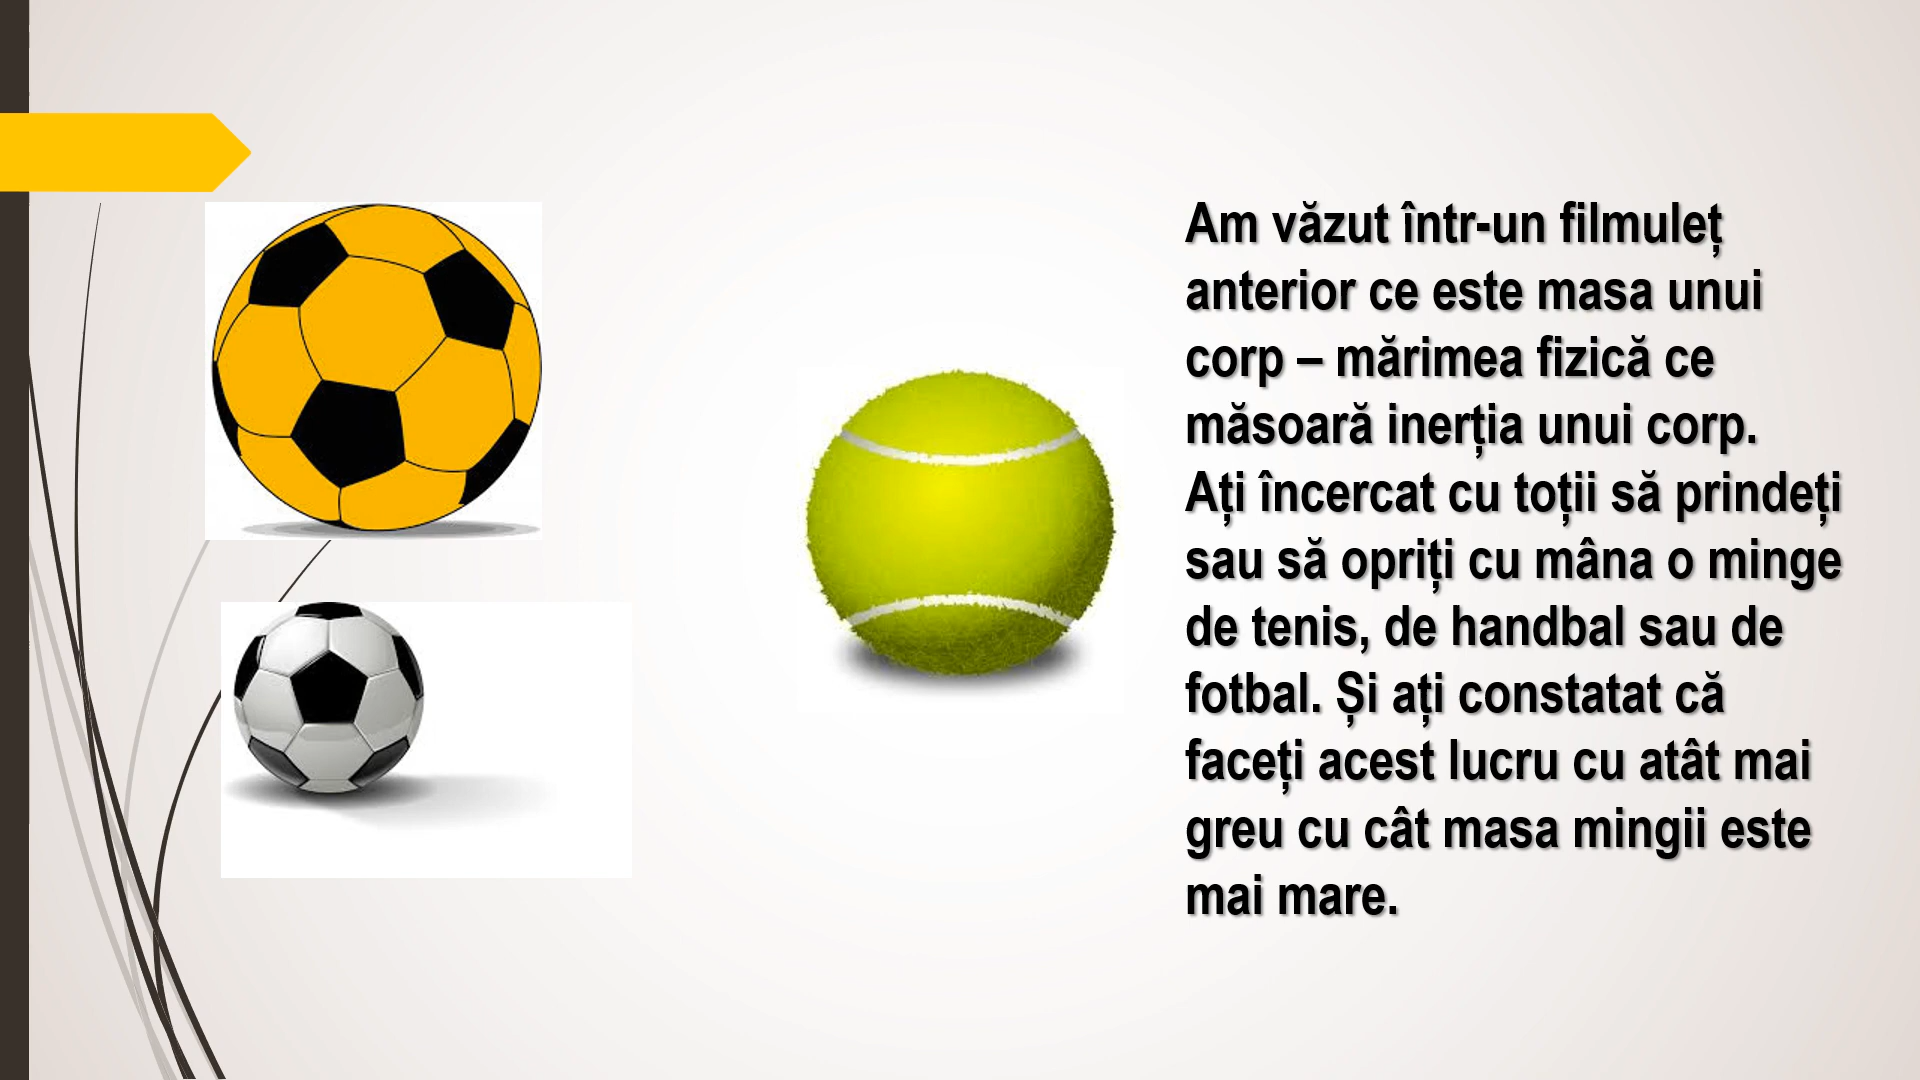 Am văzut într-un filmuleț
anterior ce este masa unui
corp – mărimea fizică ce
măsoară inerția unui corp.
Ați încercat cu toții să prindeți
sau să opriți cu mâna o minge
de tenis, de handbal sau de
fotbal. Și ați constatat că
faceți acest lucru cu atât mai
greu cu cât masa mingii este
mai mare.